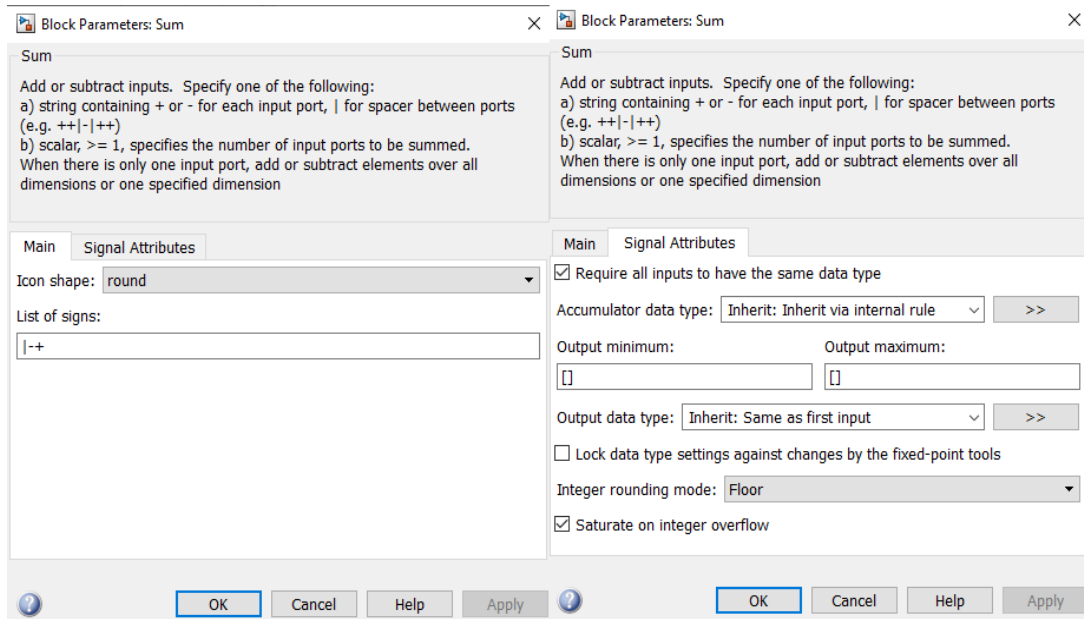 Block Parameters: Sum
Sum
Add or subtract inputs.  Specify one of the following:
a) string containing + or - for each input port, | for spacer between ports
(e.g. ++|-|++)
b) scalar, >= 1, specifies the number of input ports to be summed.
When there is only one input port, add or subtract elements over all
dimensions or one specified dimension
Main
Signal Attributes
Icon shape: round
List of signs:
|-+
OK
Cancel
Help
Apply
Block Parameters: Sum
Sum
Add or subtract inputs.  Specify one of the following:
a) string containing + or - for each input port, | for spacer between ports
(e.g. ++|-|++)
b) scalar, >= 1, specifies the number of input ports to be summed.
When there is only one input port, add or subtract elements over all
dimensions or one specified dimension
Main
Signal Attributes
Require all inputs to have the same data type
Accumulator data type: Inherit: Inherit via internal rule >>
Output minimum: Output maximum:
[] []
Output data type: Inherit: Same as first input >>
Lock data type settings against changes by the fixed-point tools
Integer rounding mode: Floor
Saturate on integer overflow
OK
Cancel
Help
Apply